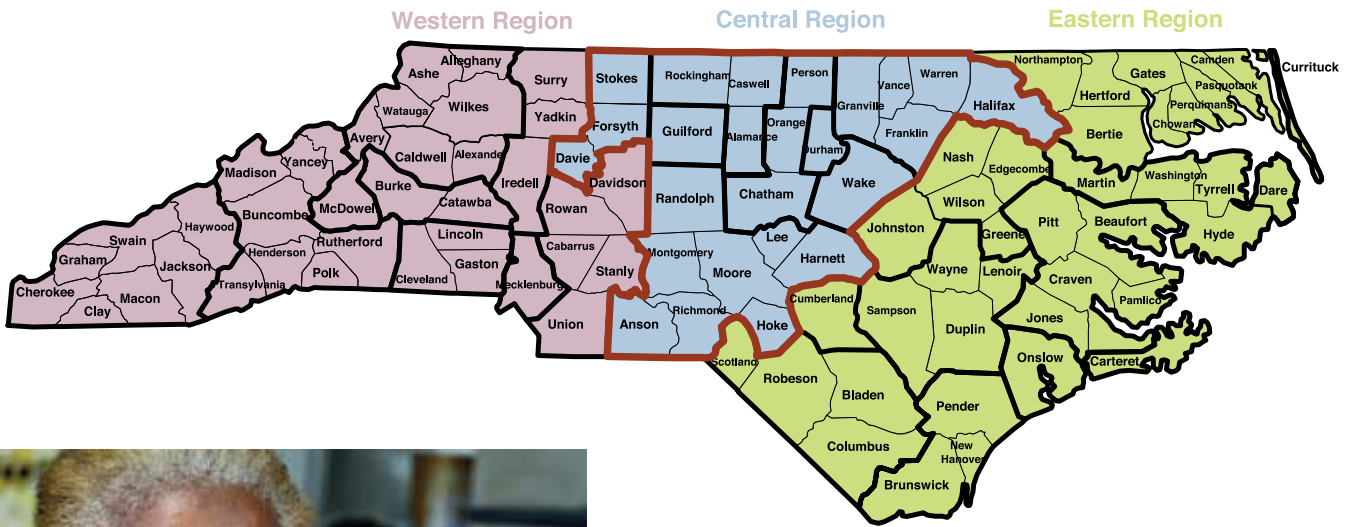 Western Region Central Region Eastern Region
Alleghany Northampton Camden
Ashe Surry Stokes Rockingham Caswell Person Vance Warren Gates Currituck
Watauga Wilkes Granville Halifax Hertford Pasquotank
Yadkin Perquimans
Avery Forsyth Guilford Alamance Orange Durham Franklin Bertie Chowan
Yancey Caldwell Alexande Davie Nash
Madison Iredell Davidson Edgecombe Martin Washington
Burke Wake Tyrrell Dare
McDowel Catawba Rowan Randolph Chatham Wilson
Buncombe Pitt Beaufort
Haywood Lincoln Lee Johnston Greene Hyde
Swain Rutherford Cabarrus
Graham Henderson Montgomery Harnett
Jackson Polk Gaston Stanly Moore Wayne Lenoir
Cherokee Transylvania Cleveland Mecklenburg Craven
Macon Cumberland Pamlico
Clay Richmond Sampson Jones
Union Anson Hoke Duplin
Scotland Onslow Carteret
Robeson
Bladen Pender
Columbus New
Hanover
Brunswick